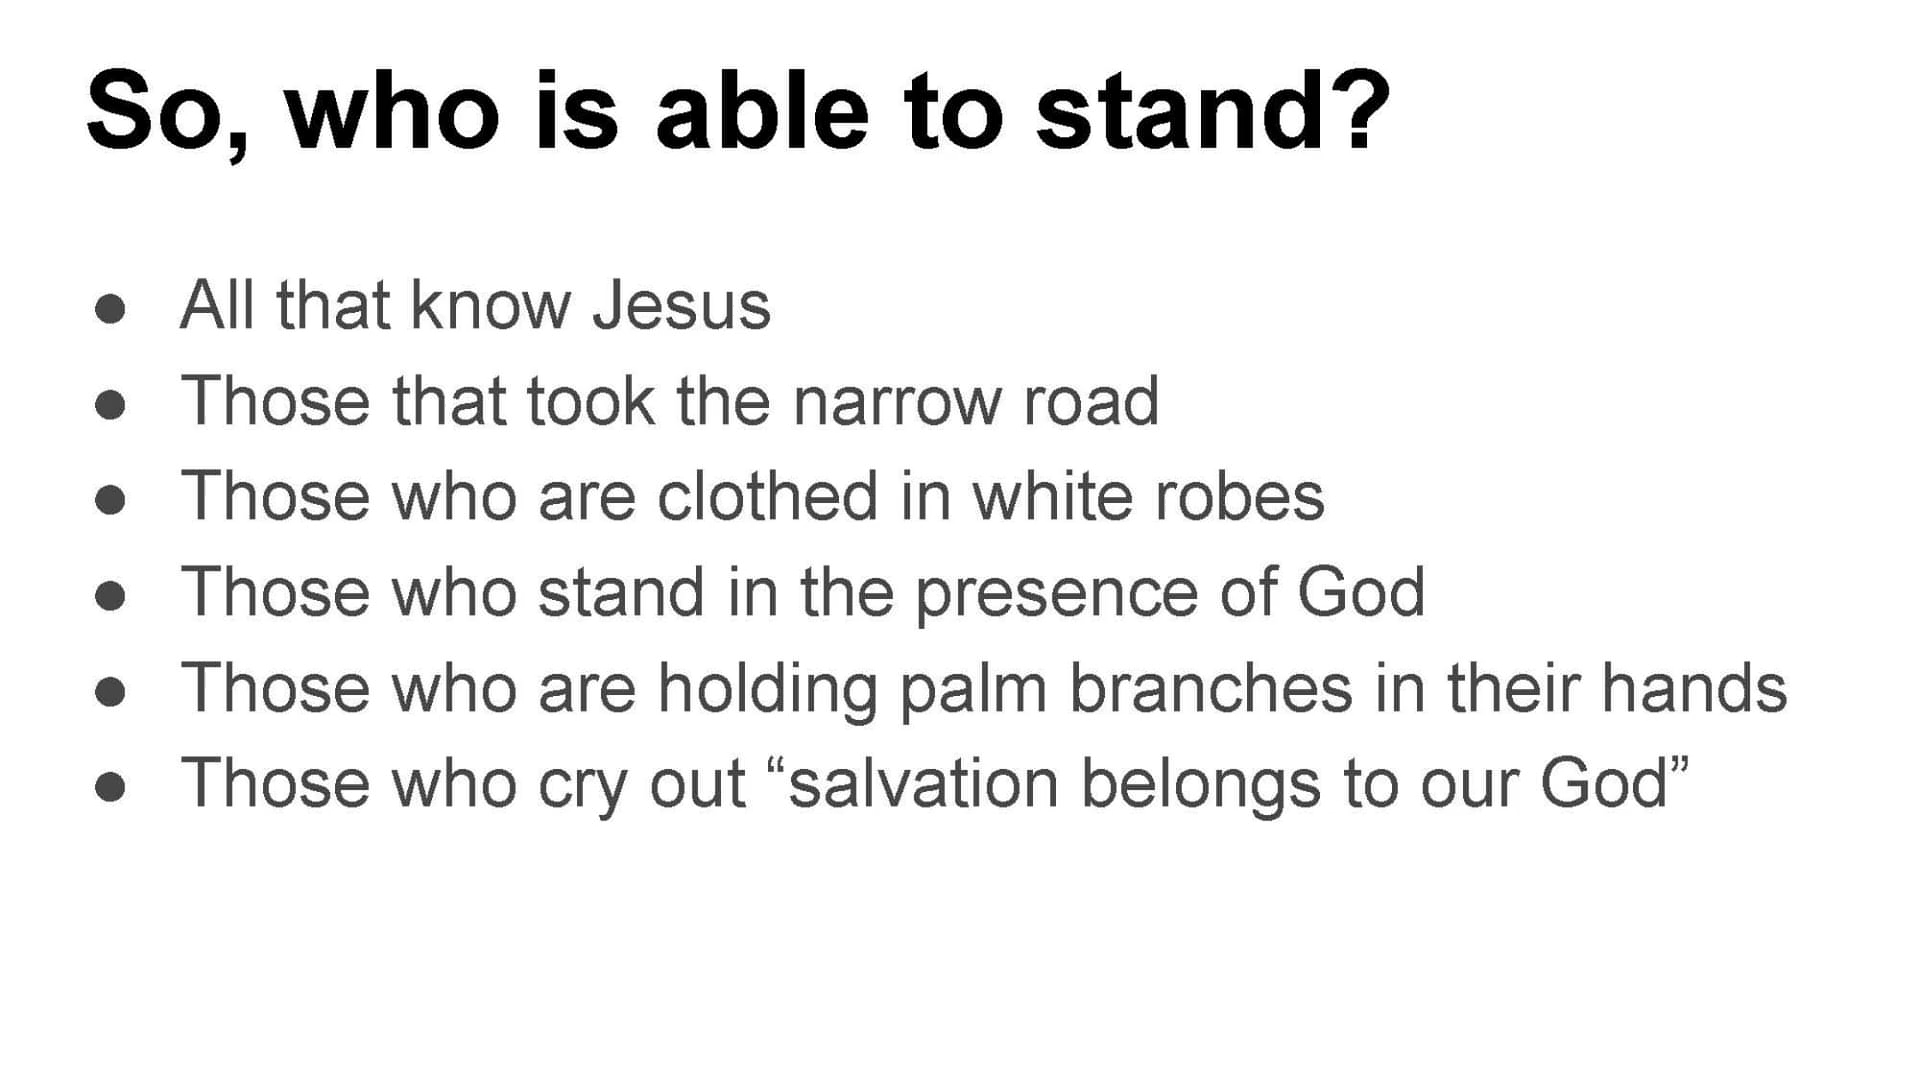 So, who is able to stand?
● All that know Jesus
● Those that took the narrow road
● Those who are clothed in white robes
● Those who stand in the presence of God
● Those who are holding palm branches in their hands
● Those who cry out “salvation belongs to our God”